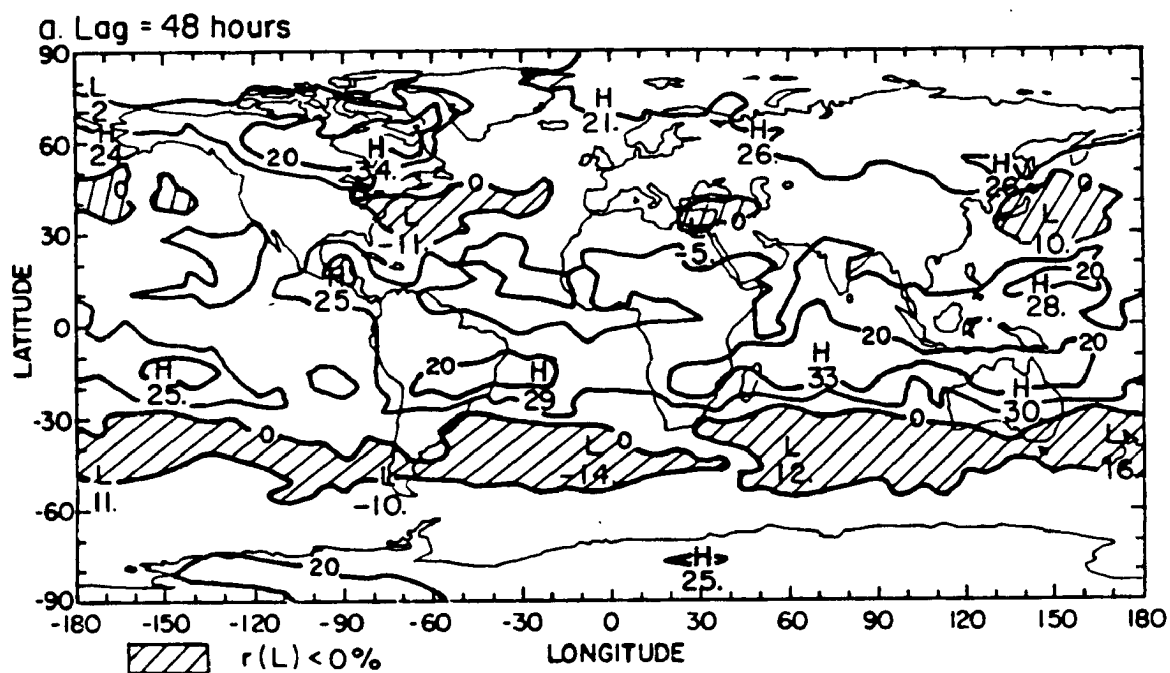 a. Lag = 48 hours
90
L
2
H
21.
H
24
60
20
H
34.
H
26.
H
26.
0
0
0
0
30
L
-11.
L
-5.
L
10.
H
25
20
H
28.
LATITUDE
0
20
20
H
25.
20
H
29
H
33
H
30
-30
0
0
0
L
11.
L
-10.
L
-14
L
12.
L
16.
-60
20
H
25.
-90
-180 -150 -120 -90 -60 -30 0 30 60 90 120 150 180
r(L)<0%
LONGITUDE